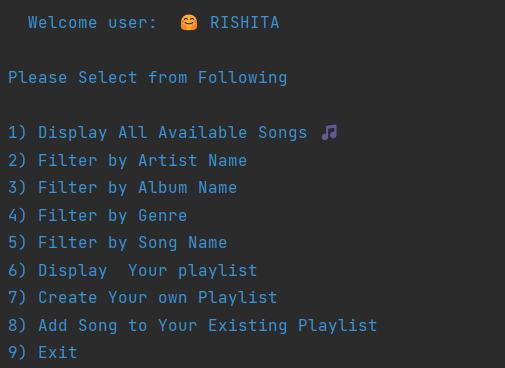 Welcome user: 🤗 RISHITA
Please Select from Following
1) Display All Available Songs 🎵
2) Filter by Artist Name
3) Filter by Album Name
4) Filter by Genre
5) Filter by Song Name
6) Display  Your playlist
7) Create Your own Playlist
8) Add Song to Your Existing Playlist
9) Exit